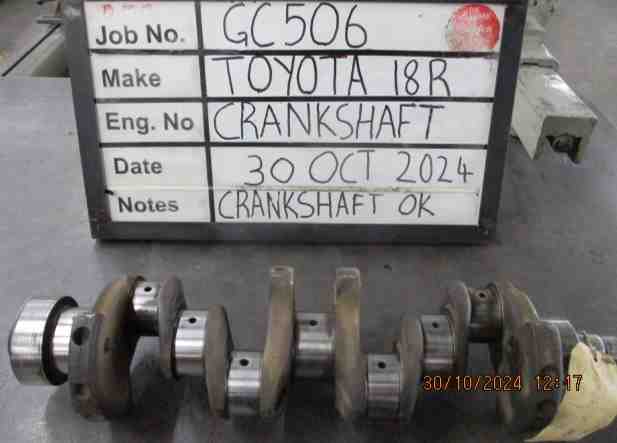 Job No. GC506
Make TOYOTA 18R
Eng. No CRANKSHAFT
Date 30 OCT 2024
Notes CRANKSHAFT OK
30/10/2024 12:17